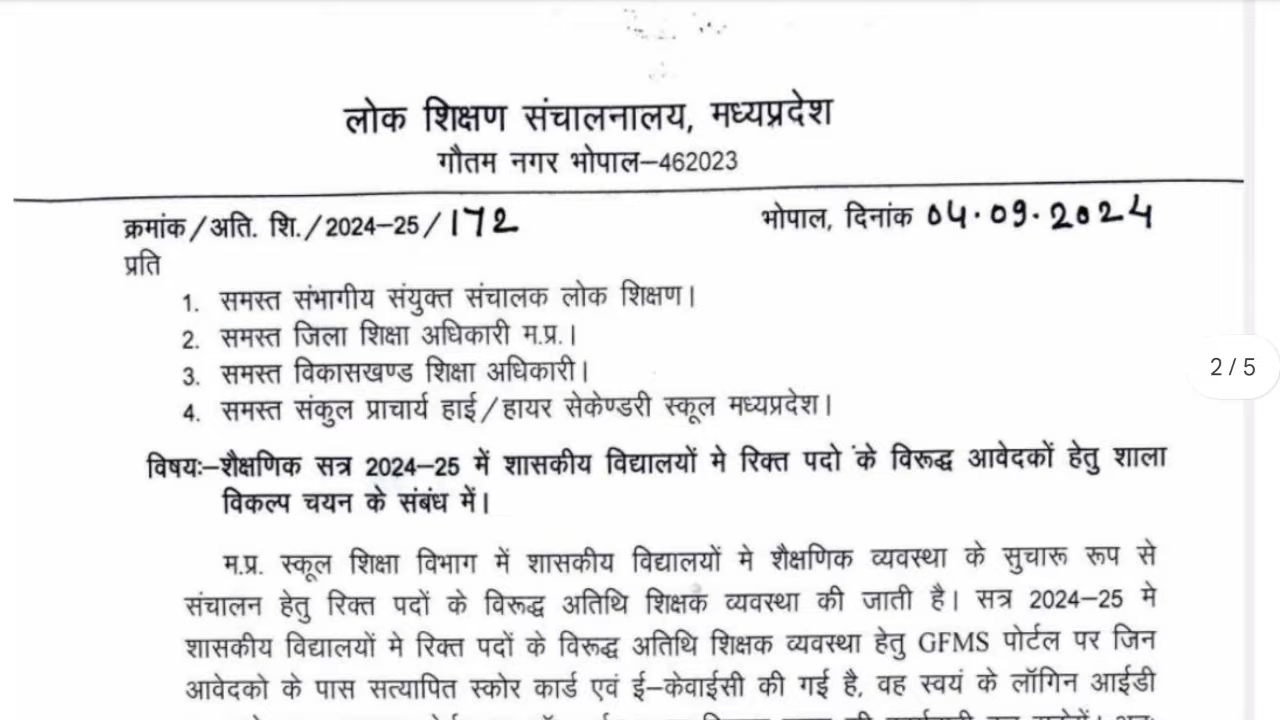 लोक शिक्षण संचालनालय, मध्यप्रदेश
गौतम नगर भोपाल–462023
क्रमांक/अति. शि./2024–25/172 भोपाल, दिनांक 04.09.2024
प्रति
1. समस्त संभागीय संयुक्त संचालक लोक शिक्षण।
2. समस्त जिला शिक्षा अधिकारी म.प्र.।
3. समस्त विकासखण्ड शिक्षा अधिकारी।
4. समस्त संकुल प्राचार्य हाई/हायर सेकेण्डरी स्कूल मध्यप्रदेश।
2/5
विषयः–शैक्षणिक सत्र 2024–25 में शासकीय विद्यालयों मे रिक्त पदो के विरूद्ध आवेदकों हेतु शाला
विकल्प चयन के संबंध में।
म.प्र. स्कूल शिक्षा विभाग में शासकीय विद्यालयों मे शैक्षणिक व्यवस्था के सुचारू रूप से
संचालन हेतु रिक्त पदों के विरूद्ध अतिथि शिक्षक व्यवस्था की जाती है। सत्र 2024–25 मे
शासकीय विद्यालयों मे रिक्त पदों के विरूद्ध अतिथि शिक्षक व्यवस्था हेतु GFMS पोर्टल पर जिन
आवेदको के पास सत्यापित स्कोर कार्ड एवं ई–केवाईसी की गई है, वह स्वयं के लॉगिन आईडी